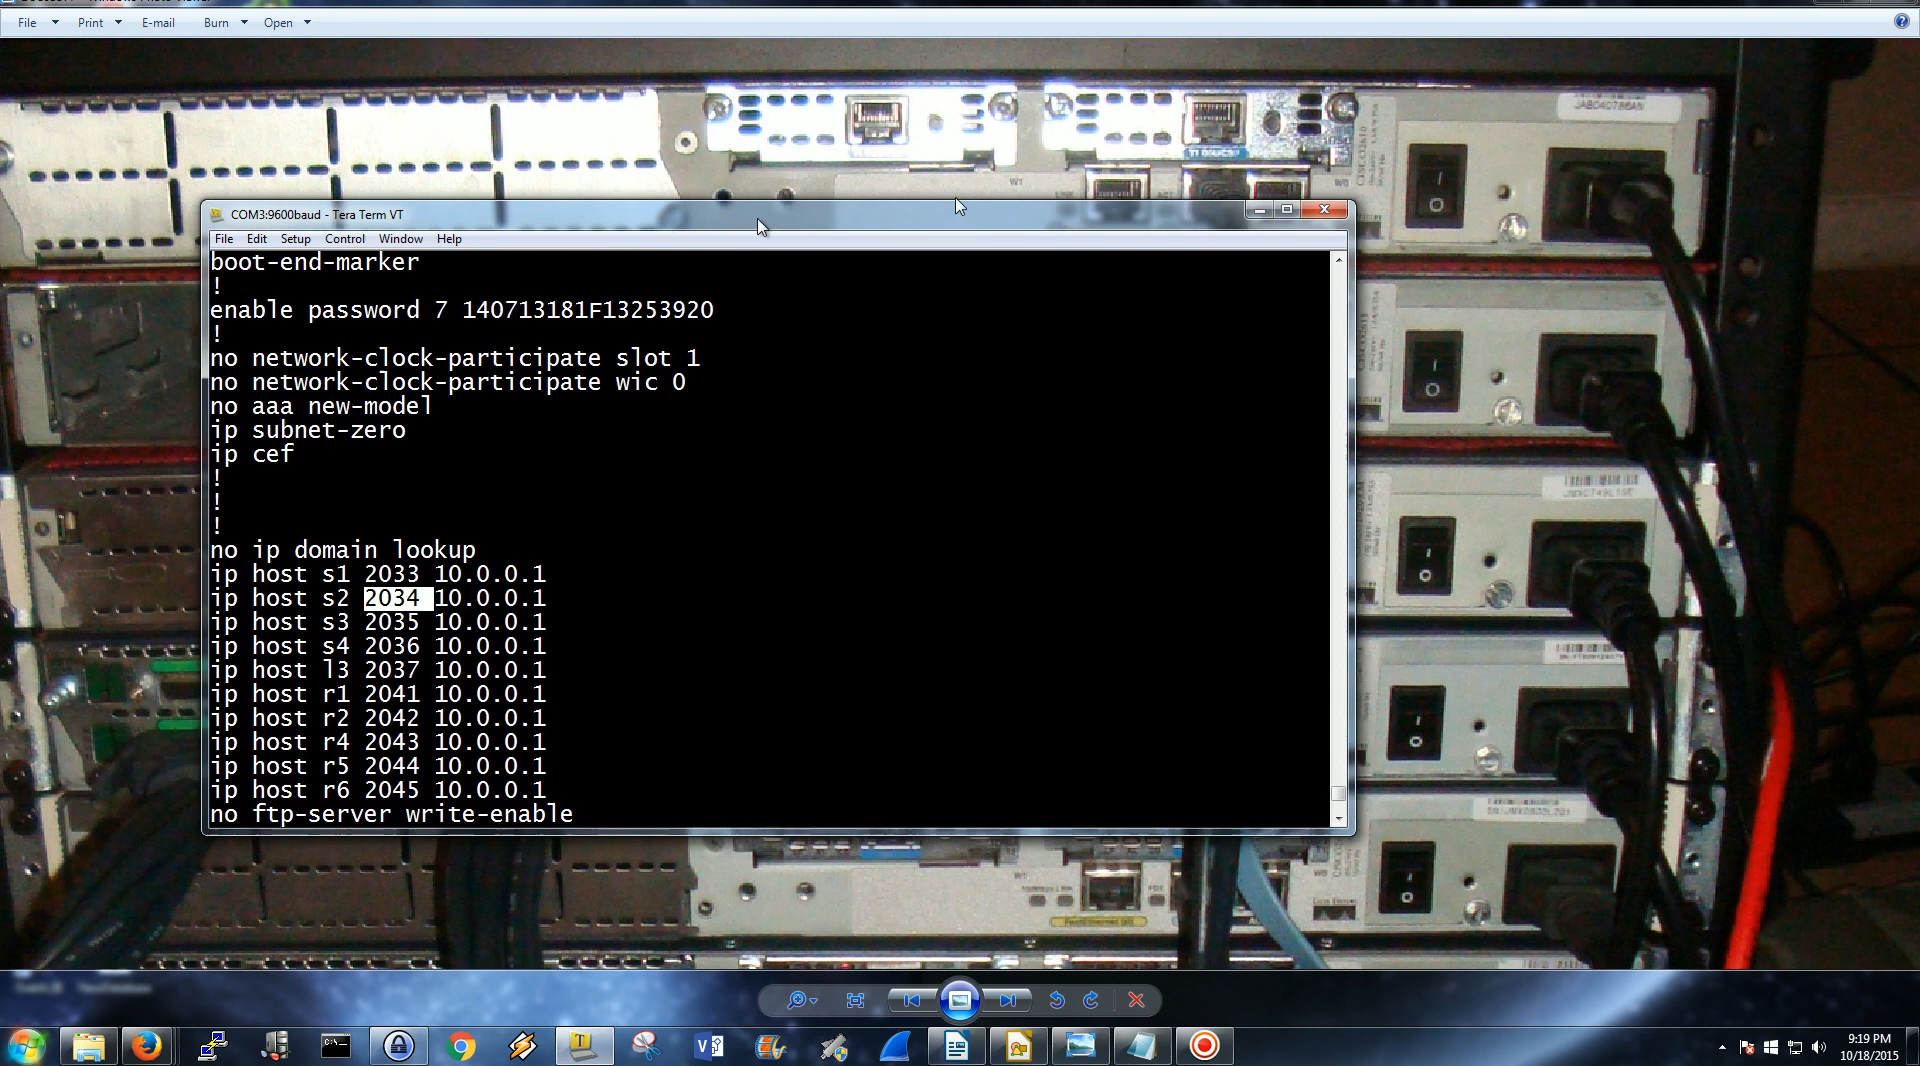 File Print E-mail Burn Open
JAB040786AN
W1
W0
COM3:9600baud - Tera Term VT
File Edit Setup Control Window Help
boot-end-marker
!
enable password 7 140713181F13253920
!
no network-clock-participate slot 1
no network-clock-participate wic 0
no aaa new-model
ip subnet-zero
ip cef
!
!
!
no ip domain lookup
ip host s1 2033 10.0.0.1
ip host s2 2034 10.0.0.1
ip host s3 2035 10.0.0.1
ip host s4 2036 10.0.0.1
ip host l3 2037 10.0.0.1
ip host r1 2041 10.0.0.1
ip host r2 2042 10.0.0.1
ip host r4 2043 10.0.0.1
ip host r5 2044 10.0.0.1
ip host r6 2045 10.0.0.1
no ftp-server write-enable
W1
W0
9:19 PM
10/18/2015